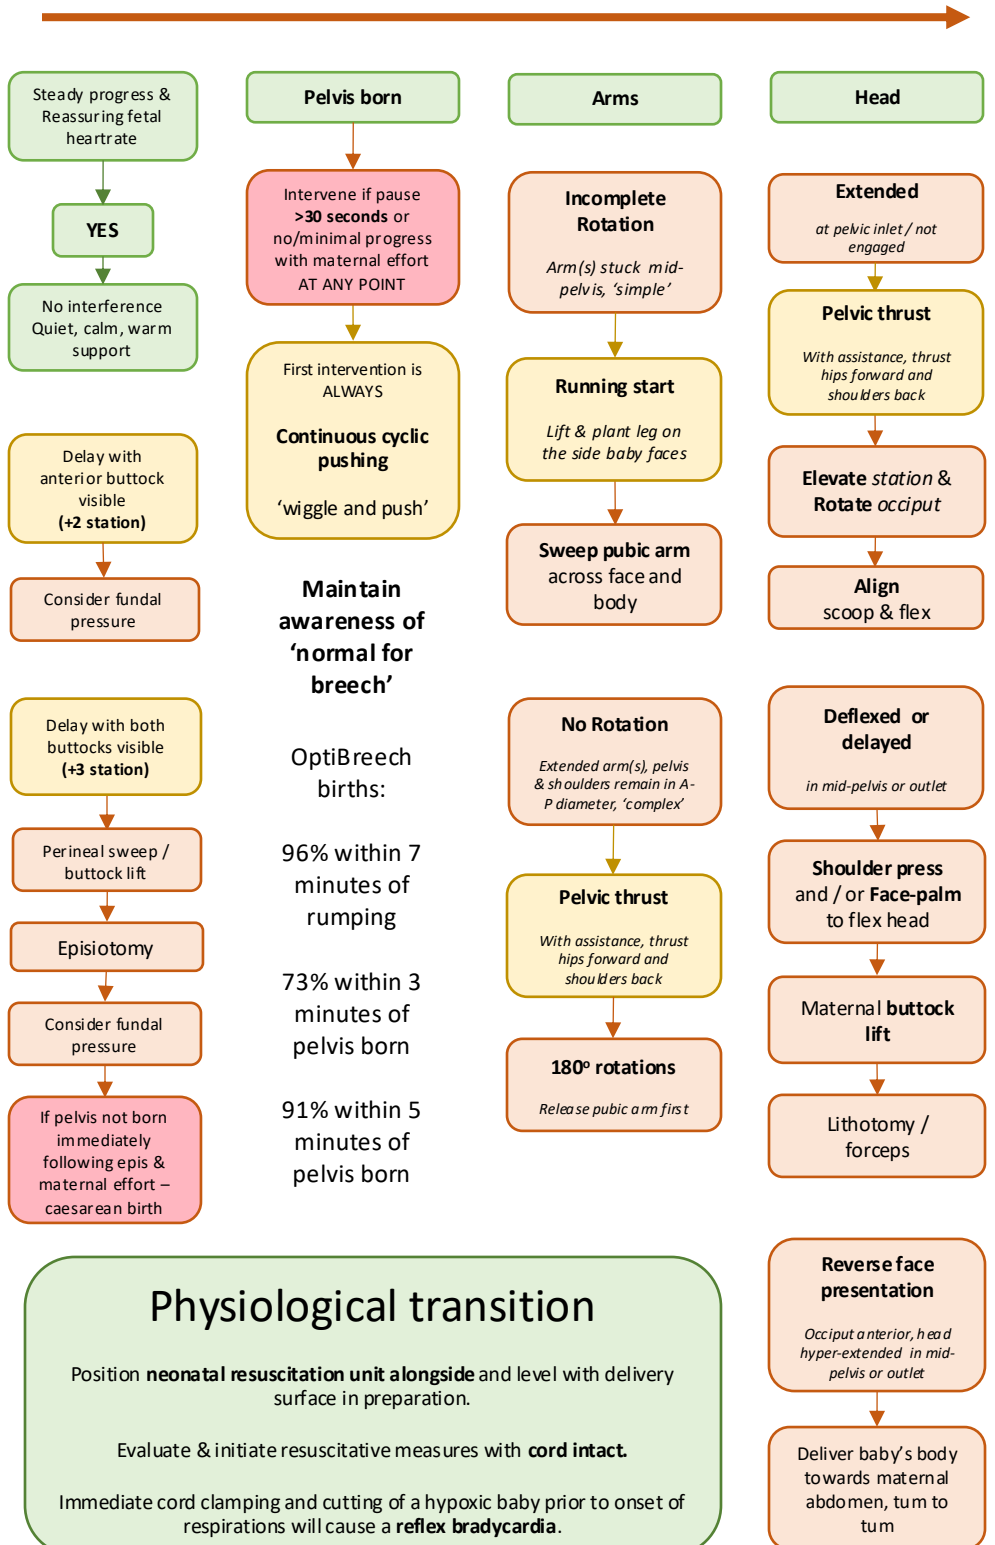 Steady progress &
Reassuring fetal
heartrate
YES
No interference
Quiet, calm, warm
support
Delay with
anterior buttock
visible
(+2 station)
Consider fundal
pressure
Delay with both
buttocks visible
(+3 station)
Perineal sweep /
buttock lift
Episiotomy
Consider fundal
pressure
If pelvis not born
immediately
following epis &
maternal effort –
caesarean birth
Pelvis born
Intervene if pause
>30 seconds or
no/minimal progress
with maternal effort
AT ANY POINT
First intervention is
ALWAYS
Continuous cyclic
pushing
‘wiggle and push’
Maintain
awareness of
‘normal for
breech’
OptiBreech
births:
96% within 7
minutes of
rumping
73% within 3
minutes of
pelvis born
91% within 5
minutes of
pelvis born
Arms
Incomplete
Rotation
Arm(s) stuck mid-
pelvis, ‘simple’
Running start
Lift & plant leg on
the side baby faces
Sweep pubic arm
across face and
body
No Rotation
Extended arm(s), pelvis
& shoulders remain in A-
P diameter, ‘complex’
Pelvic thrust
With assistance, thrust
hips forward and
shoulders back
180º rotations
Release pubic arm first
Head
Extended
at pelvic inlet / not
engaged
Pelvic thrust
With assistance, thrust
hips forward and
shoulders back
Elevate station &
Rotate occiput
Align
scoop & flex
Deflexed or
delayed
in mid-pelvis or outlet
Shoulder press
and / or Face-palm
to flex head
Maternal buttock
lift
Lithotomy /
forceps
Reverse face
presentation
Occiput anterior, head
hyper-extended in mid-
pelvis or outlet
Deliver baby’s body
towards maternal
abdomen, tum to
tum
Physiological transition
Position neonatal resuscitation unit alongside and level with delivery
surface in preparation.
Evaluate & initiate resuscitative measures with cord intact.
Immediate cord clamping and cutting of a hypoxic baby prior to onset of
respirations will cause a reflex bradycardia.